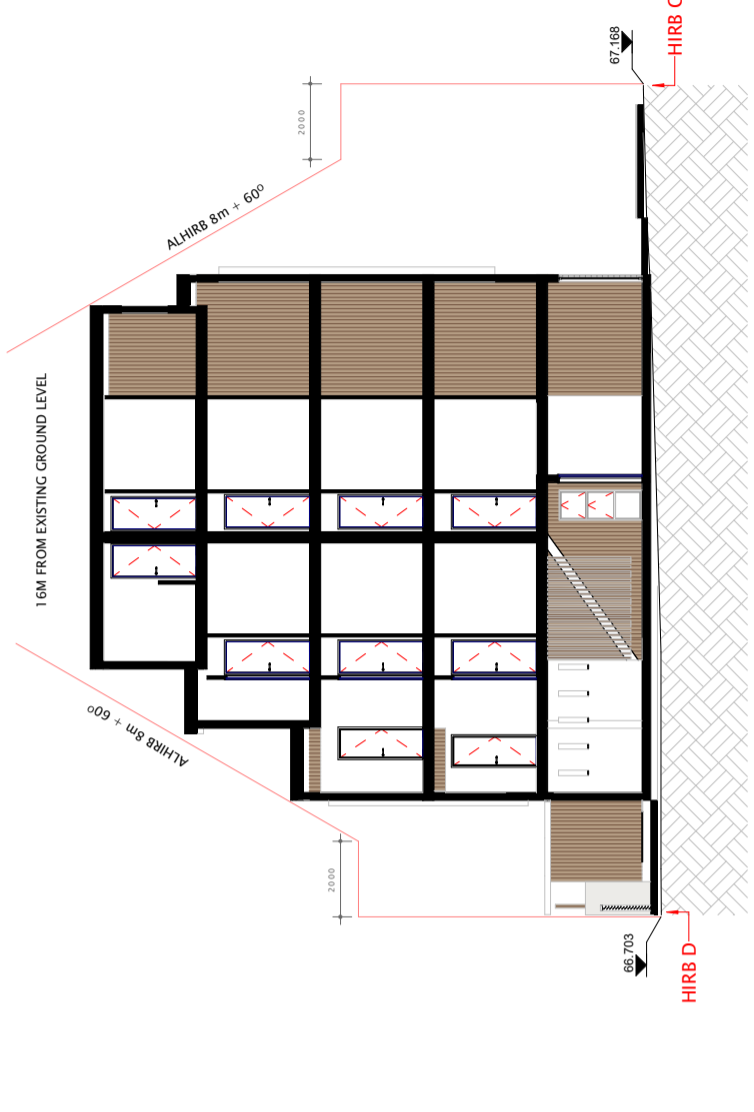 67.168
HIRB C
2000
ALHIRB 8m + 60º
16M FROM EXISTING GROUND LEVEL
ALHIRB 8m + 60º
2000
66.703
HIRB D